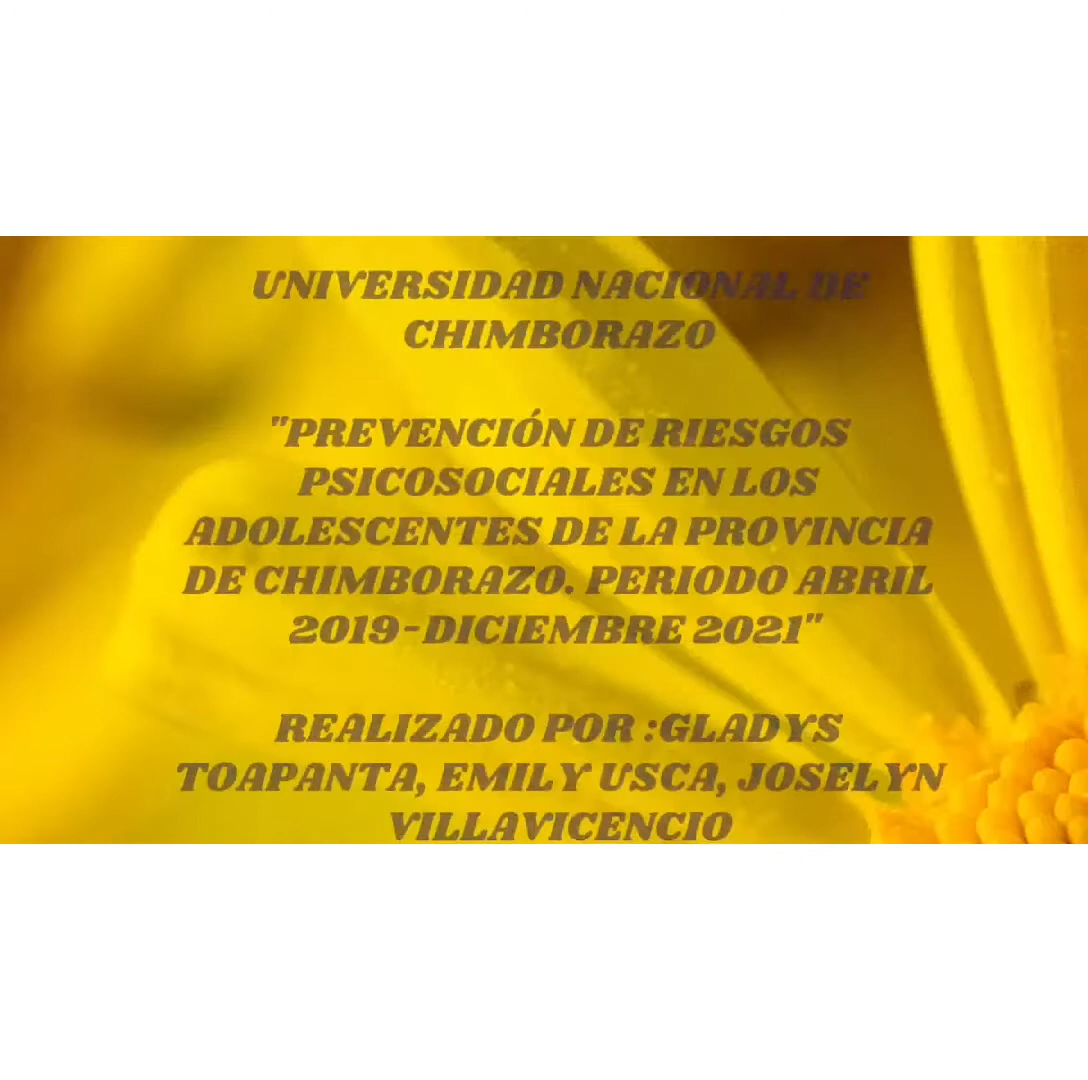 UNIVERSIDAD NACIONAL DE
CHIMBORAZO
"PREVENCIÓN DE RIESGOS
PSICOSOCIALES EN LOS
ADOLESCENTES DE LA PROVINCIA
DE CHIMBORAZO. PERIODO ABRIL
2019-DICIEMBRE 2021"
REALIZADO POR :GLADYS
TOAPANTA, EMILY USCA, JOSELYN
VILLAVICENCIO